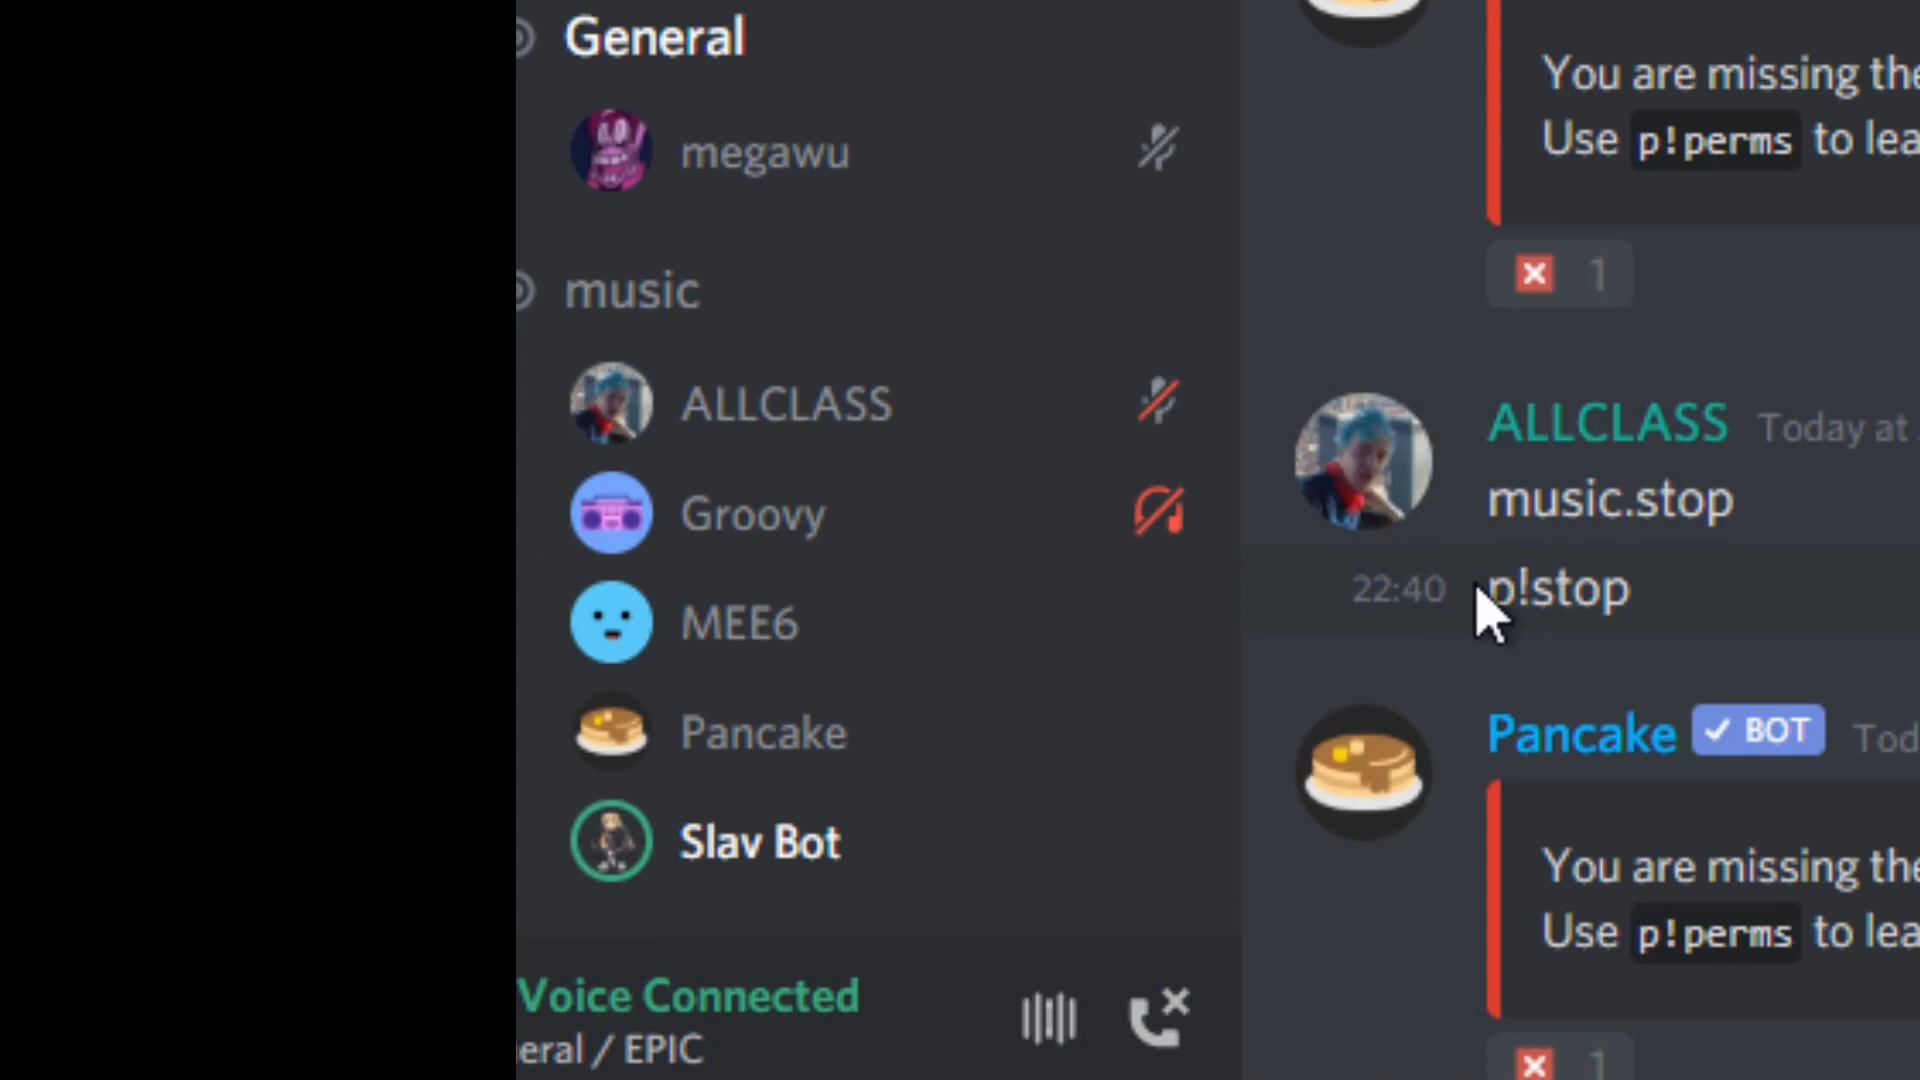 General
megawu
music
ALLCLASS
Groovy
MEE6
Pancake
Slav Bot
Voice Connected
eral / EPIC
You are missing the
Use p!perms to lea
1
ALLCLASS Today at
music.stop
22:40 p!stop
Pancake ✓ BOT Tod
You are missing the
Use p!perms to lea
1